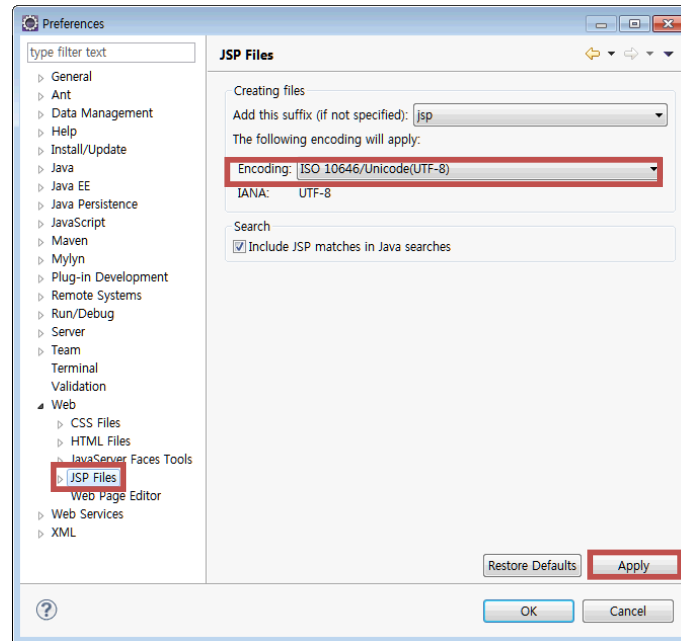 Preferences
type filter text
JSP Files
General
Ant
Data Management
Help
Install/Update
Java
Java EE
Java Persistence
JavaScript
Maven
Mylyn
Plug-in Development
Remote Systems
Run/Debug
Server
Team
Terminal
Validation
Web
CSS Files
HTML Files
JavaServer Faces Tools
JSP Files
Web Page Editor
Web Services
XML
Creating files
Add this suffix (if not specified): jsp
The following encoding will apply:
Encoding: ISO 10646/Unicode(UTF-8)
IANA: UTF-8
Search
Include JSP matches in Java searches
Restore Defaults Apply
? OK Cancel